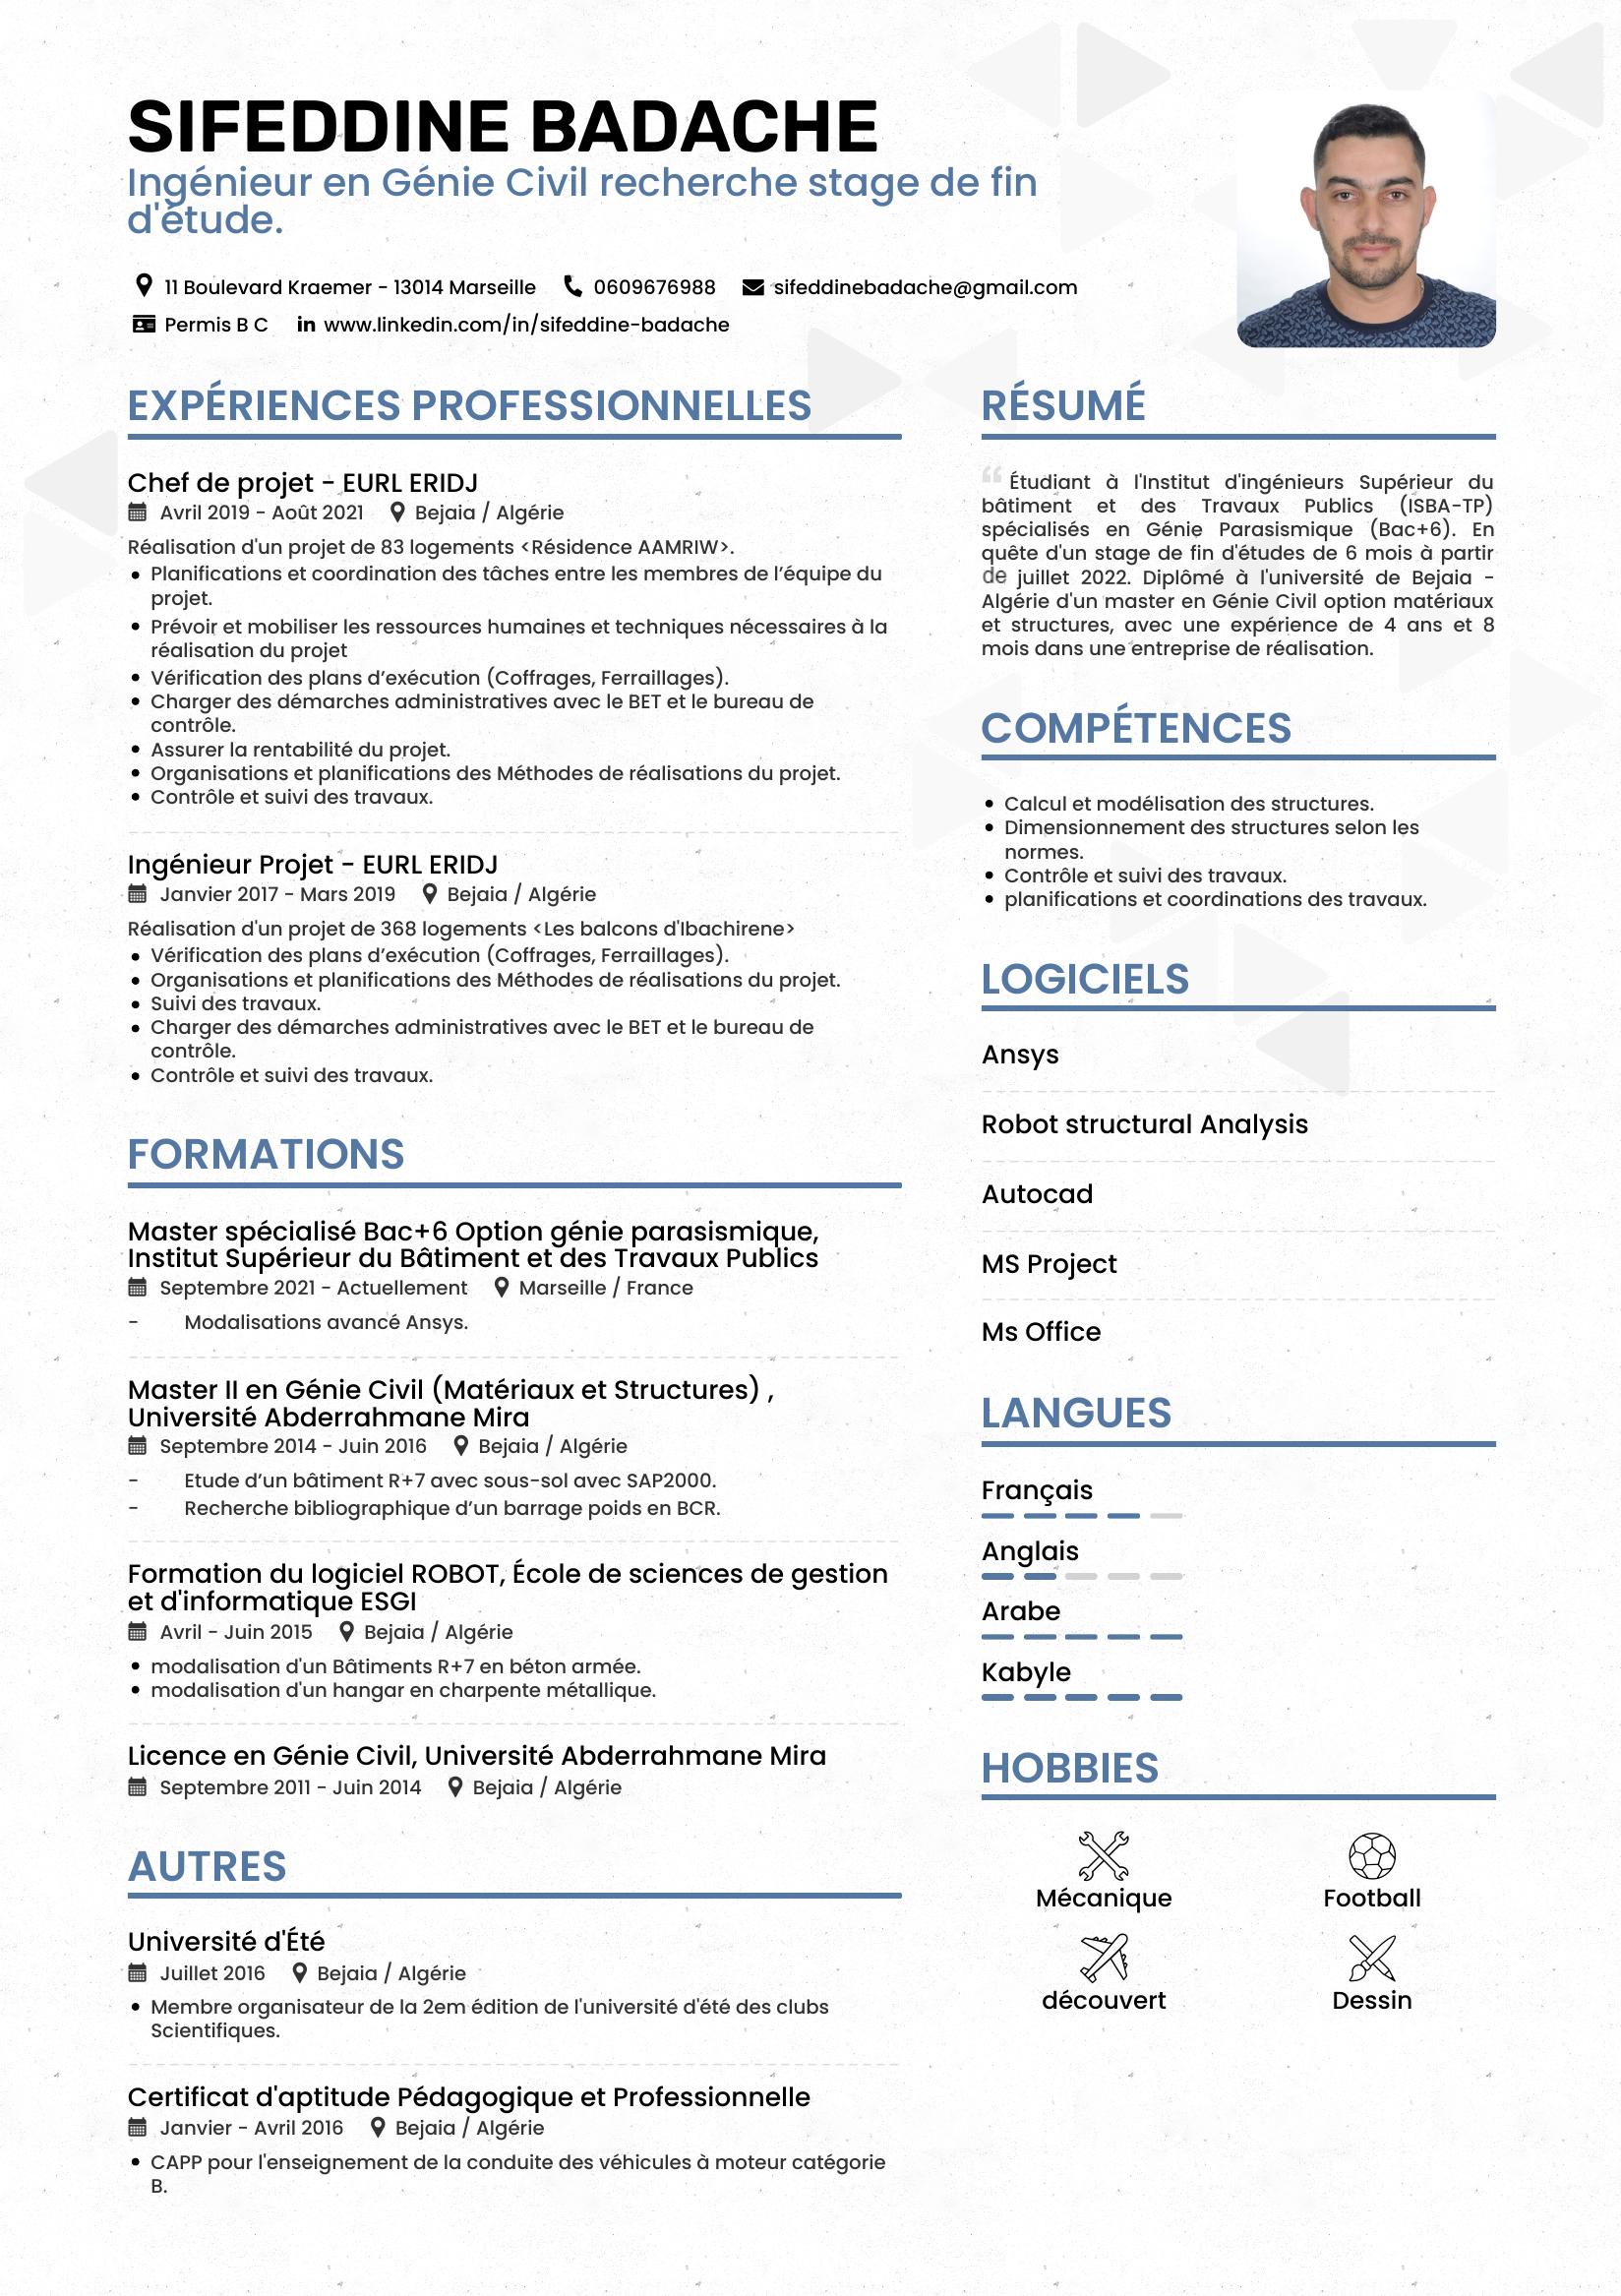 SIFEDDINE BADACHE
Ingénieur en Génie Civil recherche stage de fin
d'étude.
11 Boulevard Kraemer - 13014 Marseille 0609676988 sifeddinebadache@gmail.com
Permis B C in www.linkedin.com/in/sifeddine-badache
EXPÉRIENCES PROFESSIONNELLES
Chef de projet - EURL ERIDJ
Avril 2019 - Août 2021 Bejaia / Algérie
Réalisation d'un projet de 83 logements <Résidence AAMRIW>.
• Planifications et coordination des tâches entre les membres de l’équipe du
projet.
• Prévoir et mobiliser les ressources humaines et techniques nécessaires à la
réalisation du projet
• Vérification des plans d’exécution (Coffrages, Ferraillages).
• Charger des démarches administratives avec le BET et le bureau de
contrôle.
• Assurer la rentabilité du projet.
• Organisations et planifications des Méthodes de réalisations du projet.
• Contrôle et suivi des travaux.
Ingénieur Projet - EURL ERIDJ
Janvier 2017 - Mars 2019 Bejaia / Algérie
Réalisation d'un projet de 368 logements <Les balcons d'Ibachirene>
• Vérification des plans d’exécution (Coffrages, Ferraillages).
• Organisations et planifications des Méthodes de réalisations du projet.
• Suivi des travaux.
• Charger des démarches administratives avec le BET et le bureau de
contrôle.
• Contrôle et suivi des travaux.
FORMATIONS
Master spécialisé Bac+6 Option génie parasismique,
Institut Supérieur du Bâtiment et des Travaux Publics
Septembre 2021 - Actuellement Marseille / France
- Modalisations avancé Ansys.
Master II en Génie Civil (Matériaux et Structures) ,
Université Abderrahmane Mira
Septembre 2014 - Juin 2016 Bejaia / Algérie
- Etude d’un bâtiment R+7 avec sous-sol avec SAP2000.
- Recherche bibliographique d’un barrage poids en BCR.
Formation du logiciel ROBOT, École de sciences de gestion
et d'informatique ESGI
Avril - Juin 2015 Bejaia / Algérie
• modalisation d'un Bâtiments R+7 en béton armée.
• modalisation d'un hangar en charpente métallique.
Licence en Génie Civil, Université Abderrahmane Mira
Septembre 2011 - Juin 2014 Bejaia / Algérie
AUTRES
Université d'Été
Juillet 2016 Bejaia / Algérie
• Membre organisateur de la 2em édition de l'université d'été des clubs
Scientifiques.
Certificat d'aptitude Pédagogique et Professionnelle
Janvier - Avril 2016 Bejaia / Algérie
• CAPP pour l'enseignement de la conduite des véhicules à moteur catégorie
B.
RÉSUMÉ
“ Étudiant à l'Institut d'ingénieurs Supérieur du
bâtiment et des Travaux Publics (ISBA-TP)
spécialisés en Génie Parasismique (Bac+6). En
quête d'un stage de fin d'études de 6 mois à partir
de juillet 2022. Diplômé à l'université de Bejaia -
Algérie d'un master en Génie Civil option matériaux
et structures, avec une expérience de 4 ans et 8
mois dans une entreprise de réalisation.
COMPÉTENCES
• Calcul et modélisation des structures.
• Dimensionnement des structures selon les
normes.
• Contrôle et suivi des travaux.
• planifications et coordinations des travaux.
LOGICIELS
Ansys
Robot structural Analysis
Autocad
MS Project
Ms Office
LANGUES
Français
Anglais
Arabe
Kabyle
HOBBIES
Mécanique Football
découvert Dessin